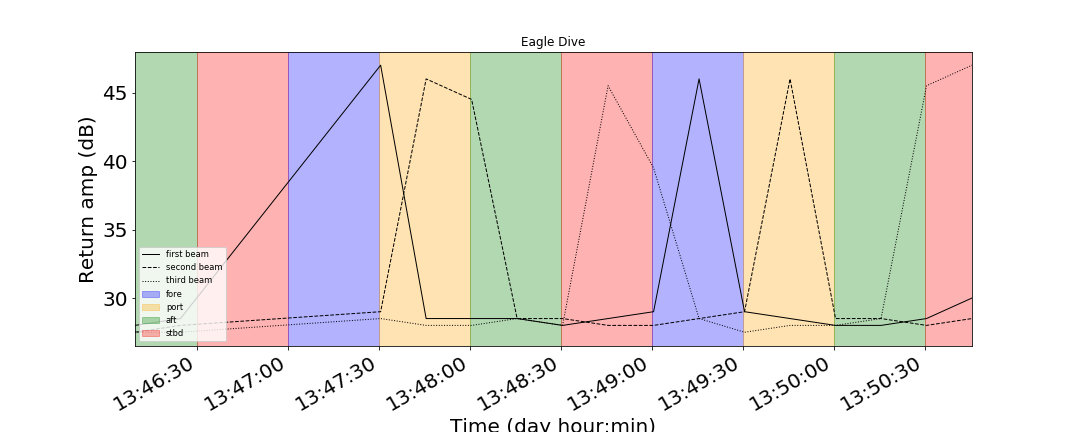 Eagle Dive
Return amp (dB)
45
40
35
30
first beam
second beam
third beam
fore
port
aft
stbd
13:46:30
13:47:00
13:47:30
13:48:00
13:48:30
13:49:00
13:49:30
13:50:00
13:50:30
Time (day hour:min)